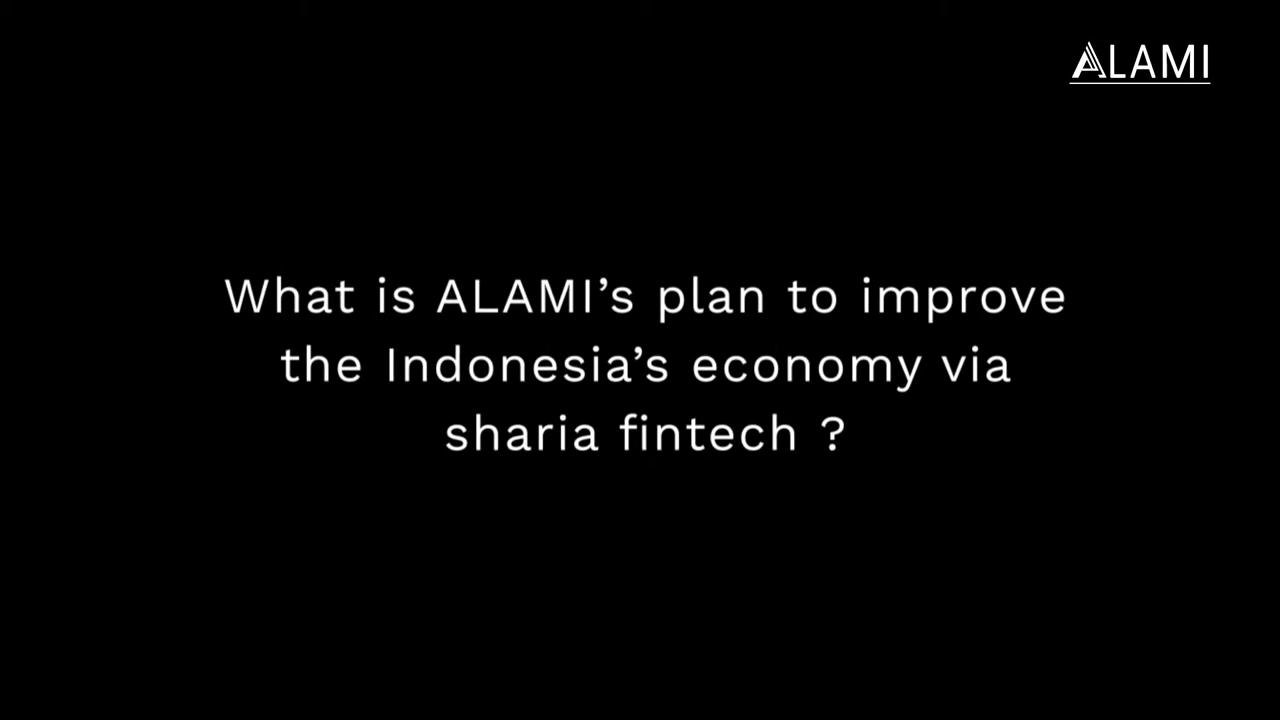 ALAMI
What is ALAMI’s plan to improve
the Indonesia’s economy via
sharia fintech ?